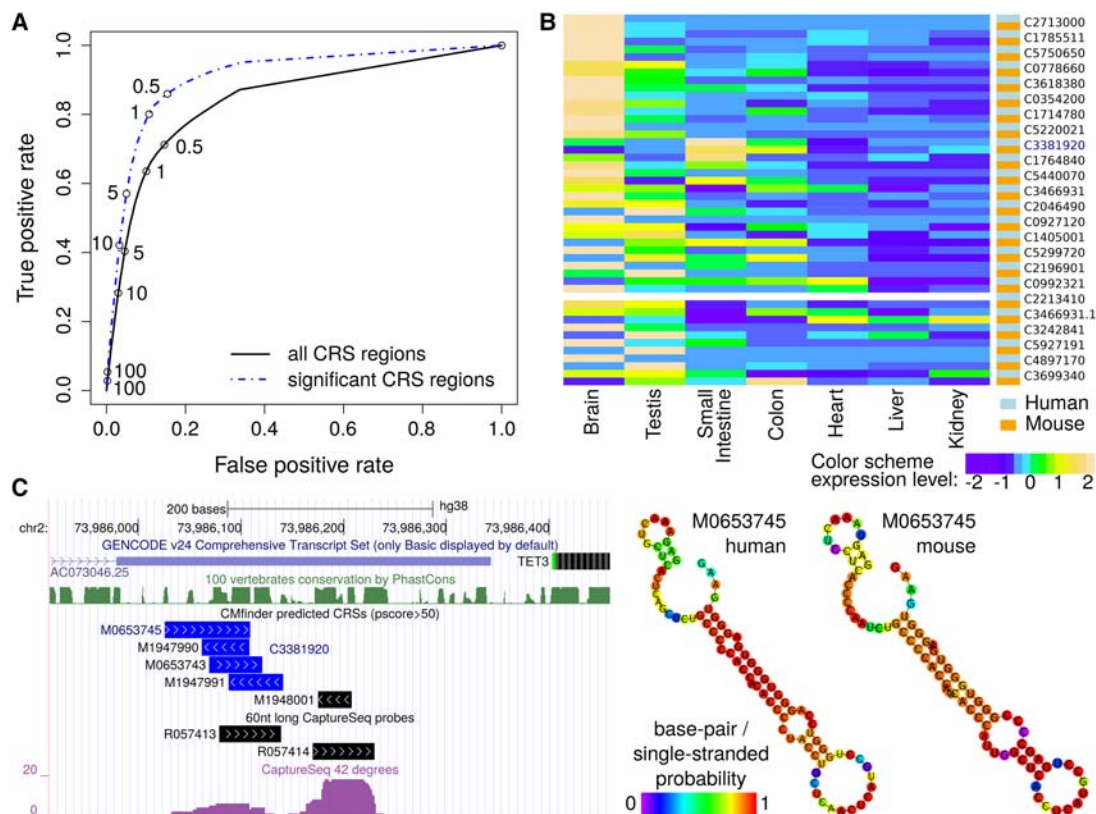 A
1.0
0.8
0.6
0.4
0.2
0.0
True positive rate
0.5
1
0.5
1
5
5
10
10
100
100
all CRS regions
significant CRS regions
0.0 0.2 0.4 0.6 0.8 1.0
False positive rate
B
C2713000
C1785511
C5750650
C0778660
C3618380
C0354200
C1714780
C5220021
C3381920
C1764840
C5440070
C3466931
C2046490
C0927120
C1405001
C5299720
C2196901
C0992321
C2213410
C3466931.1
C3242841
C5927191
C4897170
C3699340
Brain
Testis
Small Intestine
Colon
Heart
Liver
Kidney
Human
Mouse
Color scheme
expression level:
-2 -1 0 1 2
C
200 bases hg38
chr2: 73,986,000 73,986,100 73,986,200 73,986,300 73,986,400
GENCODE v24 Comprehensive Transcript Set (only Basic displayed by default)
AC073046.25
TET3
100 vertebrates conservation by PhastCons
CMfinder predicted CRSs (pscore>50)
M0653745
M1947990 C3381920
M0653743
M1947991
M1948001
60nt long CaptureSeq probes
R057413
R057414
CaptureSeq 42 degrees
20
0
M0653745
human
M0653745
mouse
base-pair /
single-stranded
probability
0 1